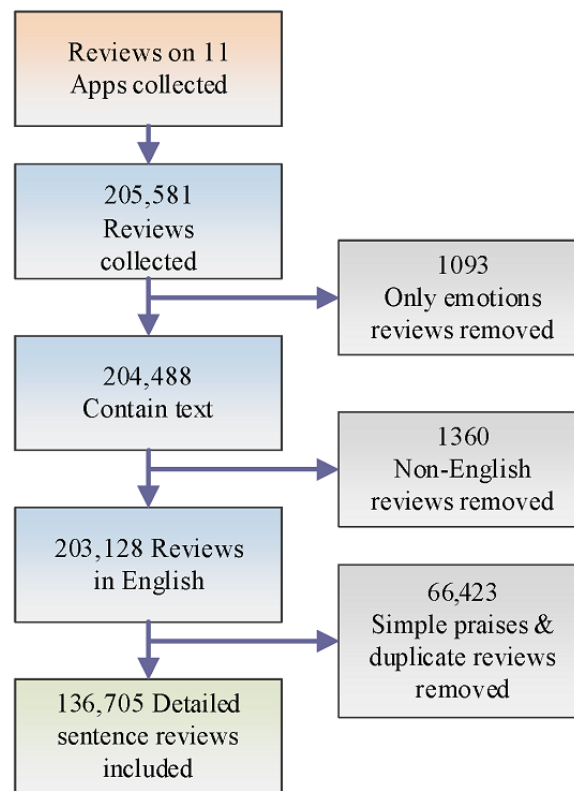 Reviews on 11
Apps collected
205,581
Reviews
collected
1093
Only emotions
reviews removed
204,488
Contain text
1360
Non-English
reviews removed
203,128 Reviews
in English
66,423
Simple praises &
duplicate reviews
removed
136,705 Detailed
sentence reviews
included